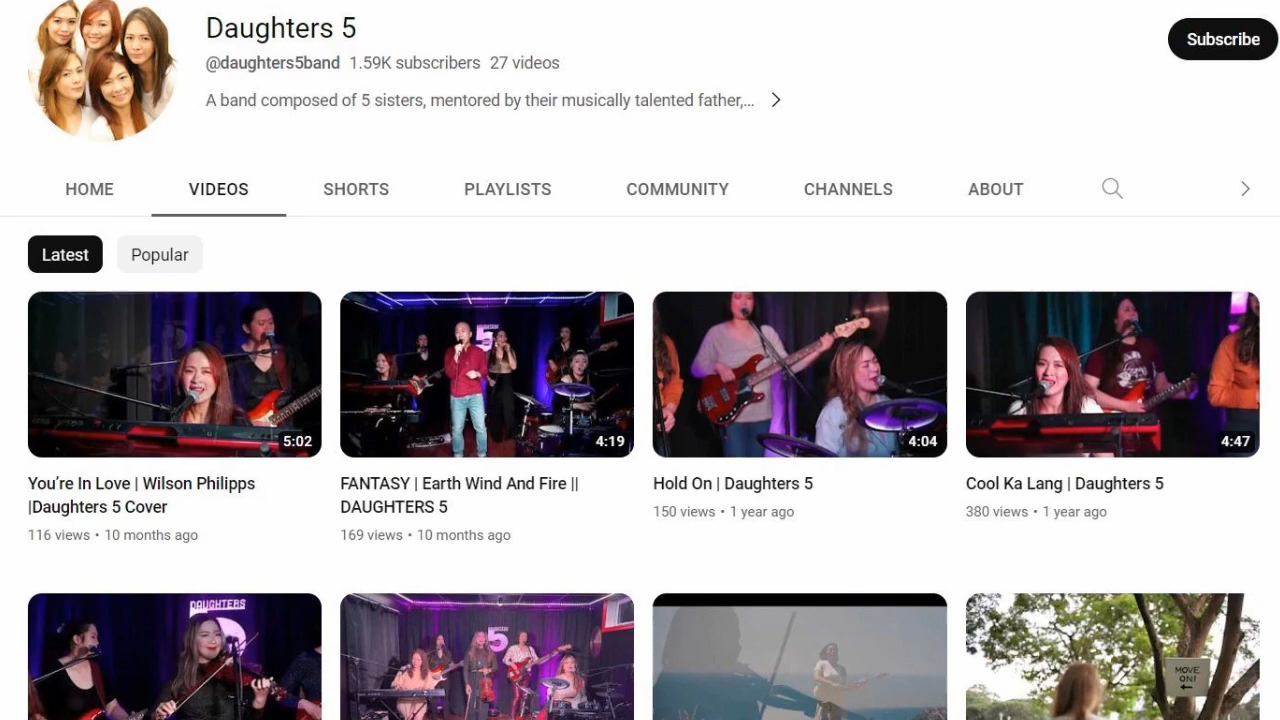 Daughters 5
Subscribe
@daughters5band 1.59K subscribers 27 videos
A band composed of 5 sisters, mentored by their musically talented father,...
HOME VIDEOS SHORTS PLAYLISTS COMMUNITY CHANNELS ABOUT
Latest Popular
5
5:02 4:19 4:04 4:47
You're In Love | Wilson Philipps
|Daughters 5 Cover
116 views • 10 months ago
FANTASY | Earth Wind And Fire ||
DAUGHTERS 5
169 views • 10 months ago
Hold On | Daughters 5
150 views • 1 year ago
Cool Ka Lang | Daughters 5
380 views • 1 year ago
DAUGHTERS
5
5
MOVE
ON!